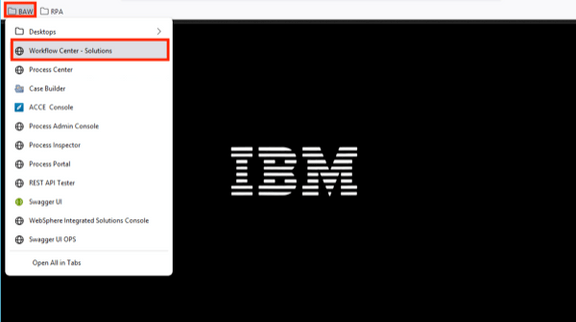 BAW RPA
Desktops
Workflow Center - Solutions
Process Center
Case Builder
ACCE Console
Process Admin Console
Process Inspector
Process Portal
REST API Tester
Swagger UI
WebSphere Integrated Solutions Console
Swagger UI OPS
Open All in Tabs
IBM